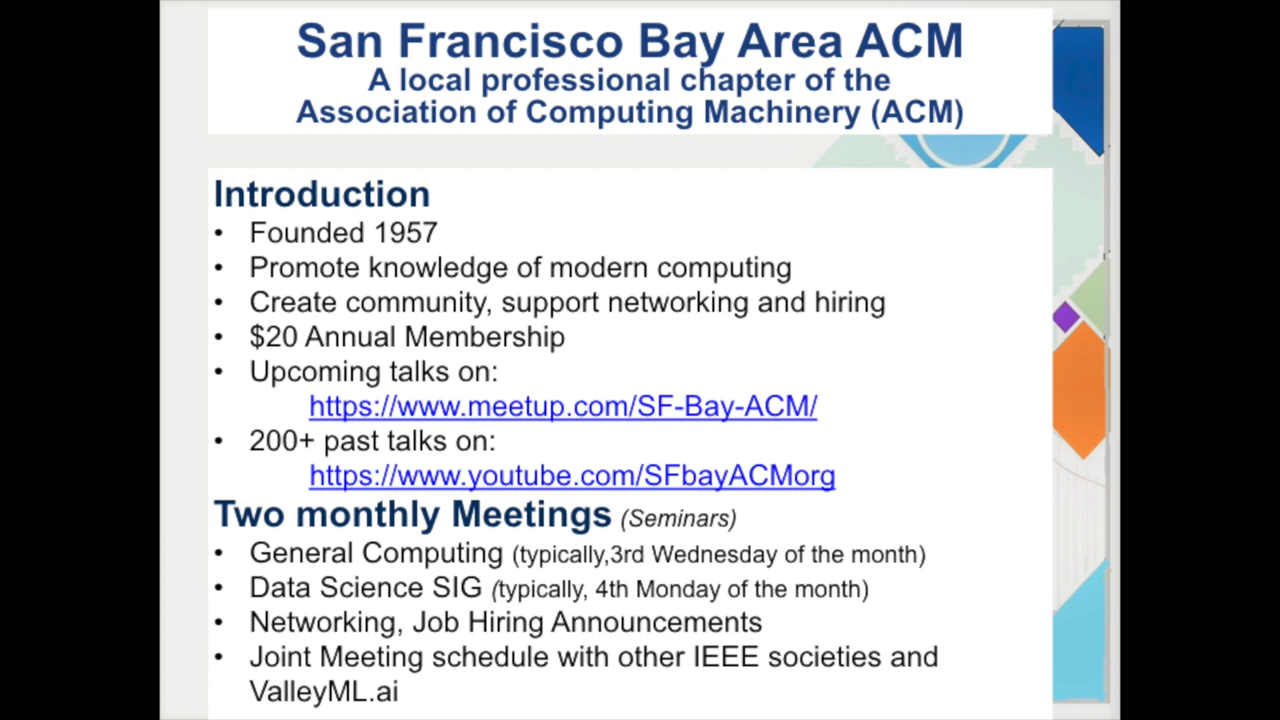 San Francisco Bay Area ACM
A local professional chapter of the
Association of Computing Machinery (ACM)
Introduction
• Founded 1957
• Promote knowledge of modern computing
• Create community, support networking and hiring
• $20 Annual Membership
• Upcoming talks on:
https://www.meetup.com/SF-Bay-ACM/
• 200+ past talks on:
https://www.youtube.com/SFbayACMorg
Two monthly Meetings (Seminars)
• General Computing (typically,3rd Wednesday of the month)
• Data Science SIG (typically, 4th Monday of the month)
• Networking, Job Hiring Announcements
• Joint Meeting schedule with other IEEE societies and
ValleyML.ai